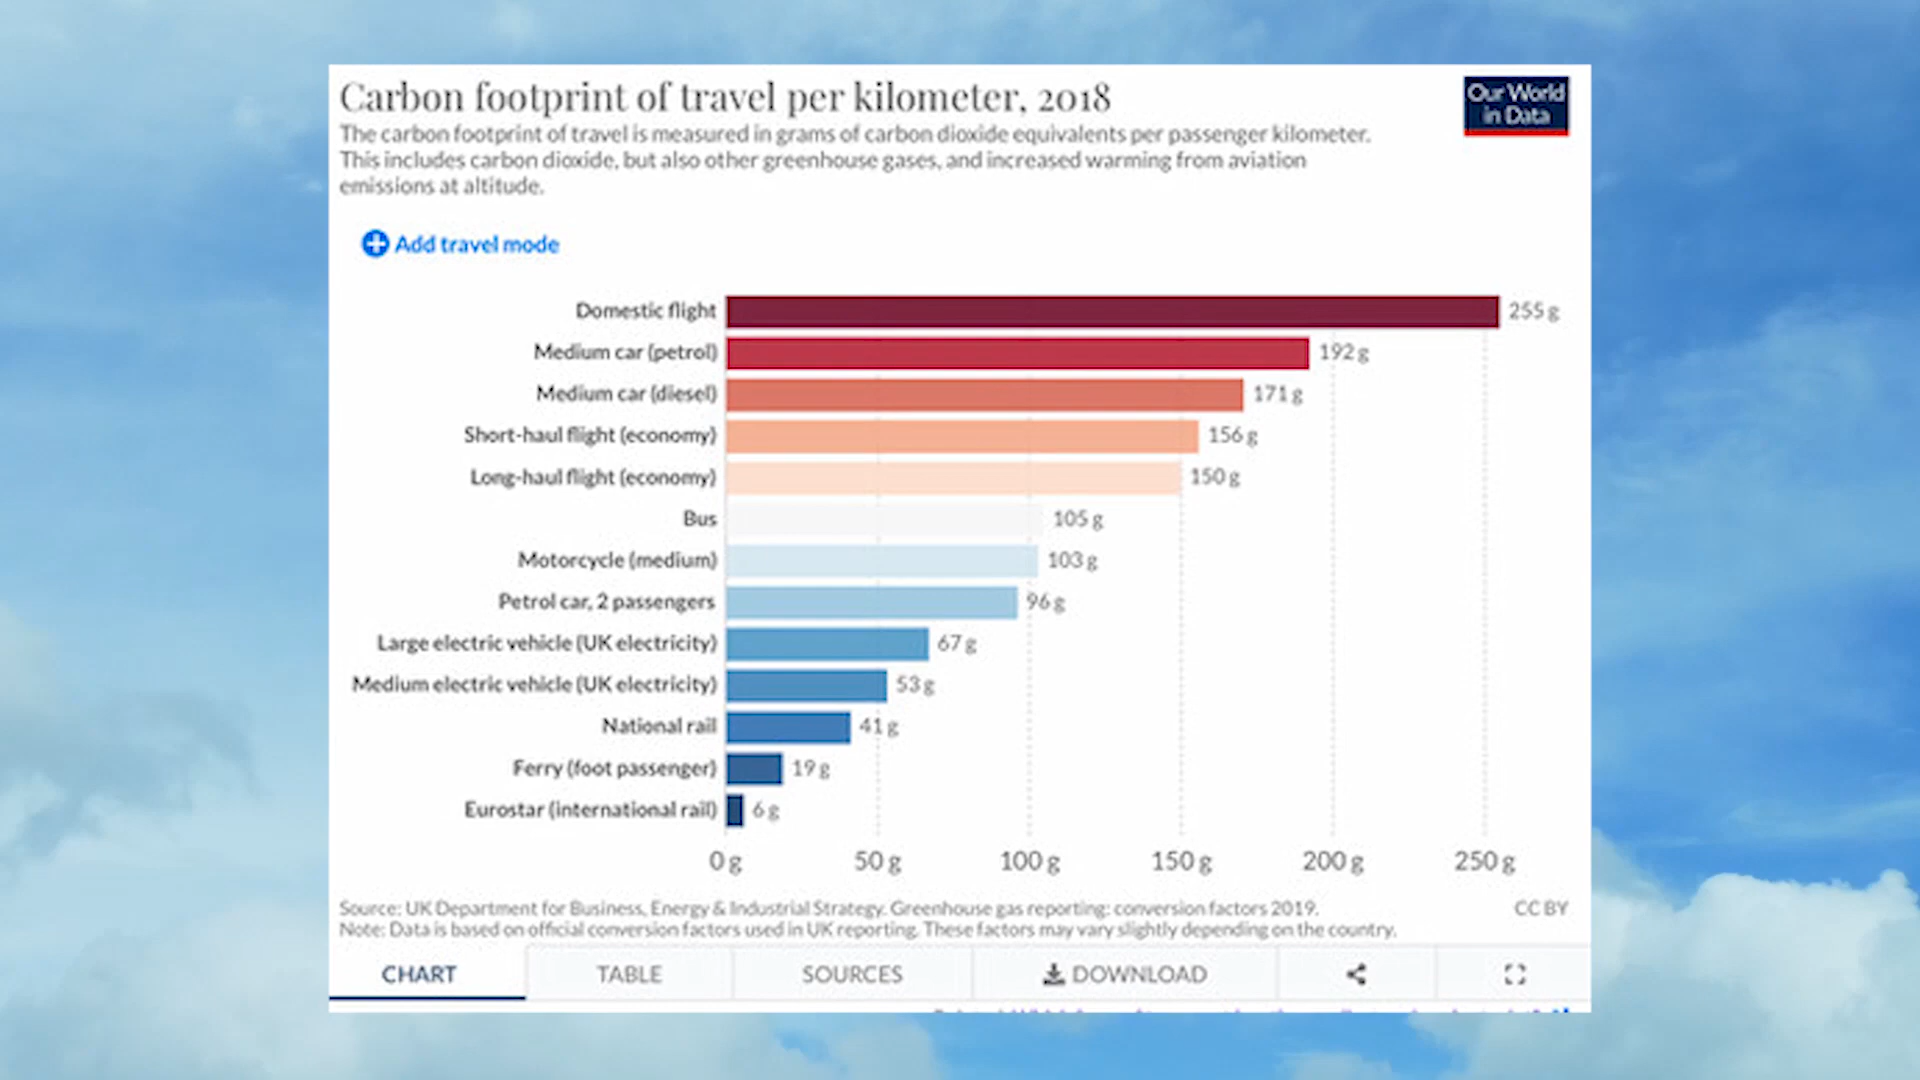 Carbon footprint of travel per kilometer, 2018
Our World
in Data
The carbon footprint of travel is measured in grams of carbon dioxide equivalents per passenger kilometer.
This includes carbon dioxide, but also other greenhouse gases, and increased warming from aviation
emissions at altitude.
Add travel mode
Domestic flight 255 g
Medium car (petrol) 192 g
Medium car (diesel) 171 g
Short-haul flight (economy) 156 g
Long-haul flight (economy) 150 g
Bus 105 g
Motorcycle (medium) 103 g
Petrol car, 2 passengers 96 g
Large electric vehicle (UK electricity) 67 g
Medium electric vehicle (UK electricity) 53 g
National rail 41 g
Ferry (foot passenger) 19 g
Eurostar (international rail) 6 g
0 g 50 g 100 g 150 g 200 g 250 g
Source: UK Department for Business, Energy & Industrial Strategy. Greenhouse gas reporting: conversion factors 2019. CC BY
Note: Data is based on official conversion factors used in UK reporting. These factors may vary slightly depending on the country.
CHART TABLE SOURCES DOWNLOAD